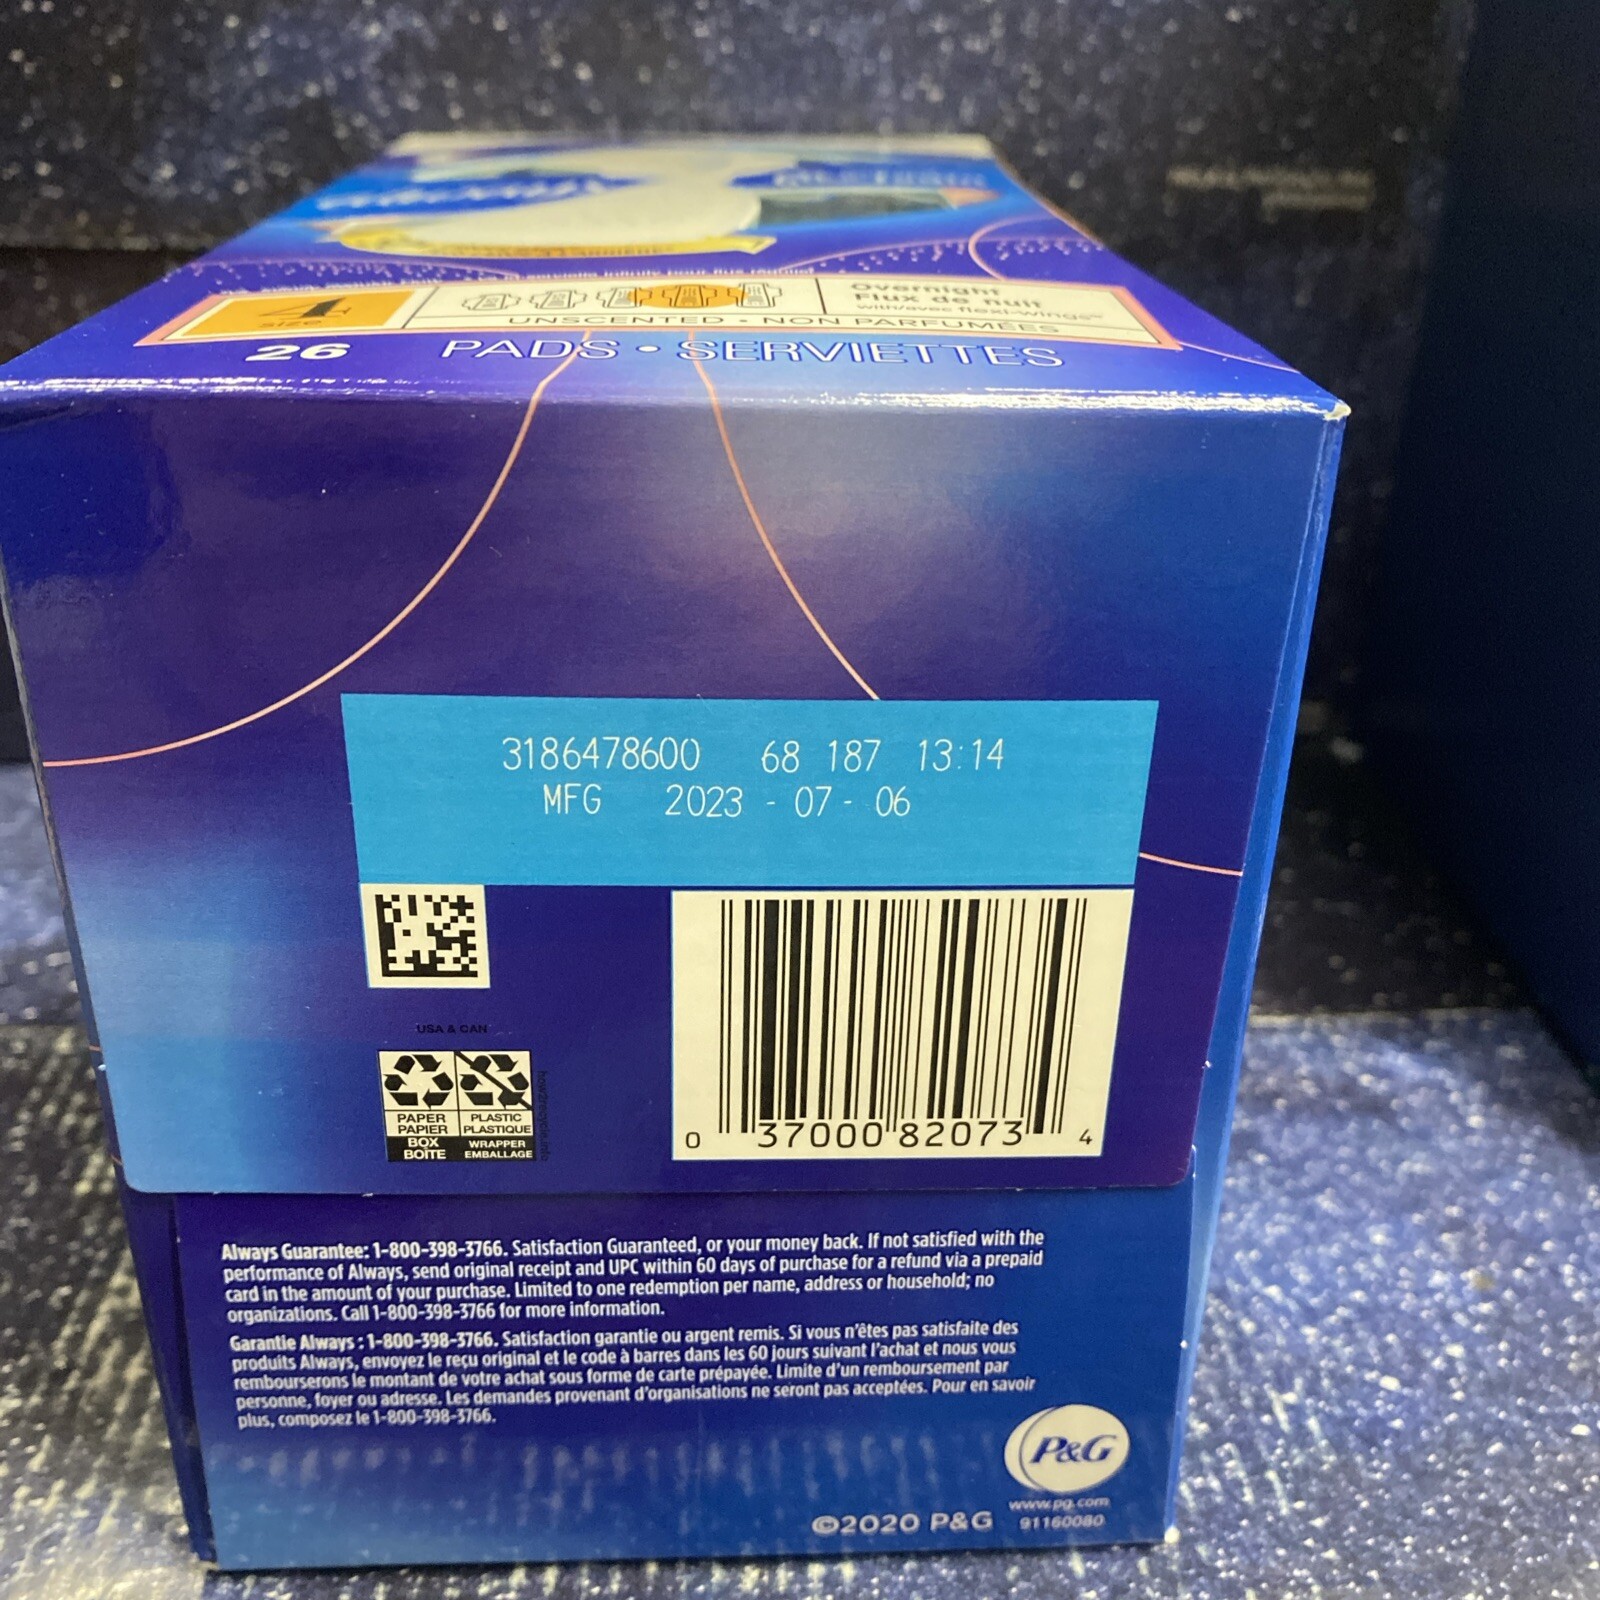 4
size
Overnight
Flux de nuit
with/avec flexi-wings
UNSCENTED • NON PARFUMÉES
26 PADS • SERVIETTES
3186478600 68 187 13:14
MFG 2023 - 07 - 06
USA & CAN
PAPER
PAPIER
BOX
BOÎTE
PLASTIC
PLASTIQUE
WRAPPER
EMBALLAGE
how2recycle.info
0 37000 82073 4
Always Guarantee: 1-800-398-3766. Satisfaction Guaranteed, or your money back. If not satisfied with the
performance of Always, send original receipt and UPC within 60 days of purchase for a refund via a prepaid
card in the amount of your purchase. Limited to one redemption per name, address or household; no
organizations. Call 1-800-398-3766 for more information.
Garantie Always : 1-800-398-3766. Satisfaction garantie ou argent remis. Si vous n'êtes pas satisfaite des
produits Always, envoyez le reçu original et le code à barres dans les 60 jours suivant l'achat et nous vous
rembourserons le montant de votre achat sous forme de carte prépayée. Limite d'un remboursement par
personne, foyer ou adresse. Les demandes provenant d'organisations ne seront pas acceptées. Pour en savoir
plus, composez le 1-800-398-3766.
P&G
www.pg.com
©2020 P&G 91160080